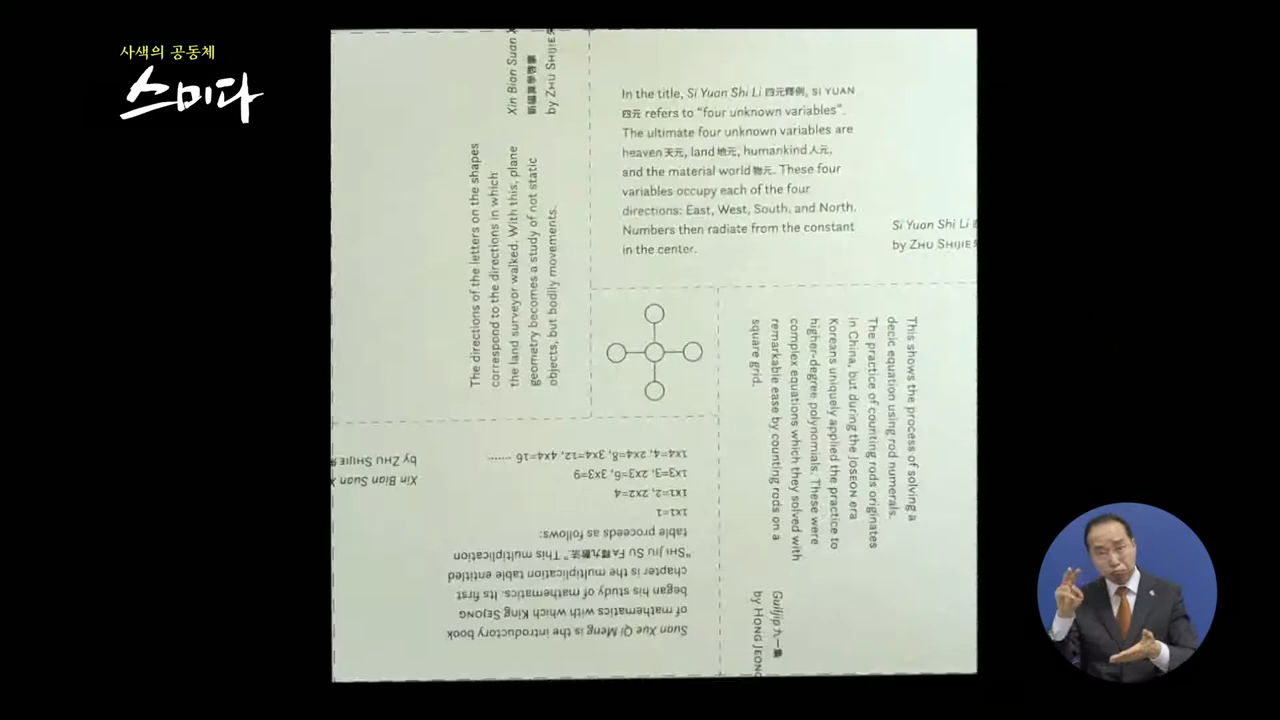 사색의 공동체
스미다
In the title, Si Yuan Shi Li 四元釋例, SI YUAN
四元 refers to “four unknown variables”.
The ultimate four unknown variables are
heaven 天元, land 地元, humankind 人元,
and the material world 物元. These four
variables occupy each of the four
directions: East, West, South, and North.
Numbers then radiate from the constant
in the center.
Si Yuan Shi Li
by ZHU SHIJIE
Xin Bian Suan
新編算學啓蒙
by ZHU SHIJIE
The directions of the letters on the shapes
correspond to the directions in which
the land surveyor walked. With this, plane
geometry becomes a study of not static
objects, but bodily movements.
This shows the process of solving a
decic equation using rod numerals.
The practice of counting rods originates
in China, but during the JOSEON era
Koreans uniquely applied the practice to
higher-degree polynomials. These were
complex equations which they solved with
remarkable ease by counting rods on a
square grid.
Guiljip 九一集
by HONG JEONG
Suan Xue Qi Meng is the introductory book
of mathematics with which King SEJONG
began his study of mathematics. Its first
chapter is the multiplication table entitled
“SHI JIU SU FA 釋九數法.” This multiplication
table proceeds as follows:
1x1=1
1x1=2, 2x2=4
1x3=3, 2x3=6, 3x3=9
1x4=4, 2x4=8, 3x4=12, 4x4=16 ......
Xin Bian Suan
by ZHU SHIJIE